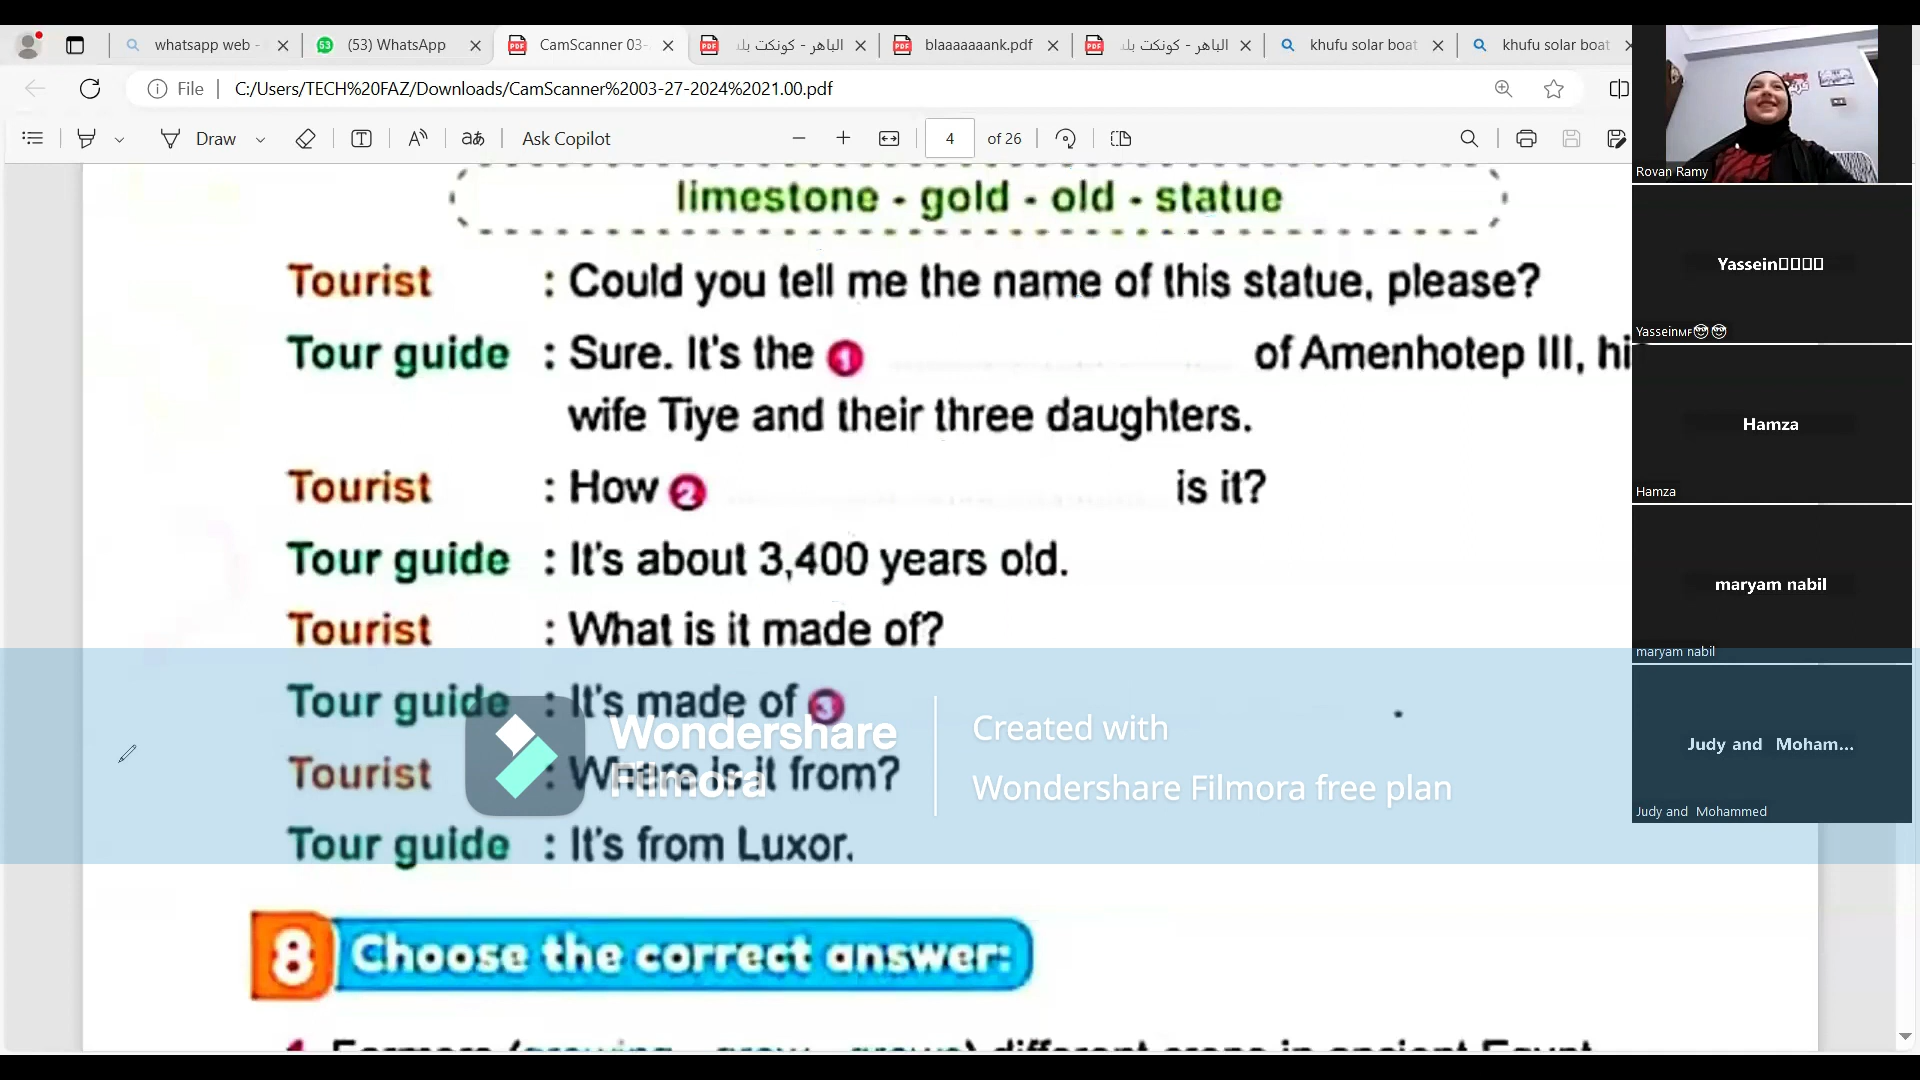 whatsapp web -
(53) WhatsApp
CamScanner 03-
الباهر - كونكت بلـ
blaaaaaaank.pdf
الباهر - كونكت بلـ
khufu solar boat
khufu solar boat
File C:/Users/TECH%20FAZ/Downloads/CamScanner%2003-27-2024%2021.00.pdf
Draw
Ask Copilot
4 of 26
limestone - gold - old - statue
Tourist : Could you tell me the name of this statue, please?
Tour guide : Sure. It's the 1 of Amenhotep III, hi
wife Tiye and their three daughters.
Tourist : How 2 is it?
Tour guide : It's about 3,400 years old.
Tourist : What is it made of?
Tour guide : It's made of 3 .
Tourist : Where is it from?
Tour guide : It's from Luxor.
Wondershare
Filmora
Created with
Wondershare Filmora free plan
8 Choose the correct answer:
Rovan Ramy
Yassein
YasseinMF😎😎
Hamza
Hamza
maryam nabil
maryam nabil
Judy and Moham...
Judy and Mohammed